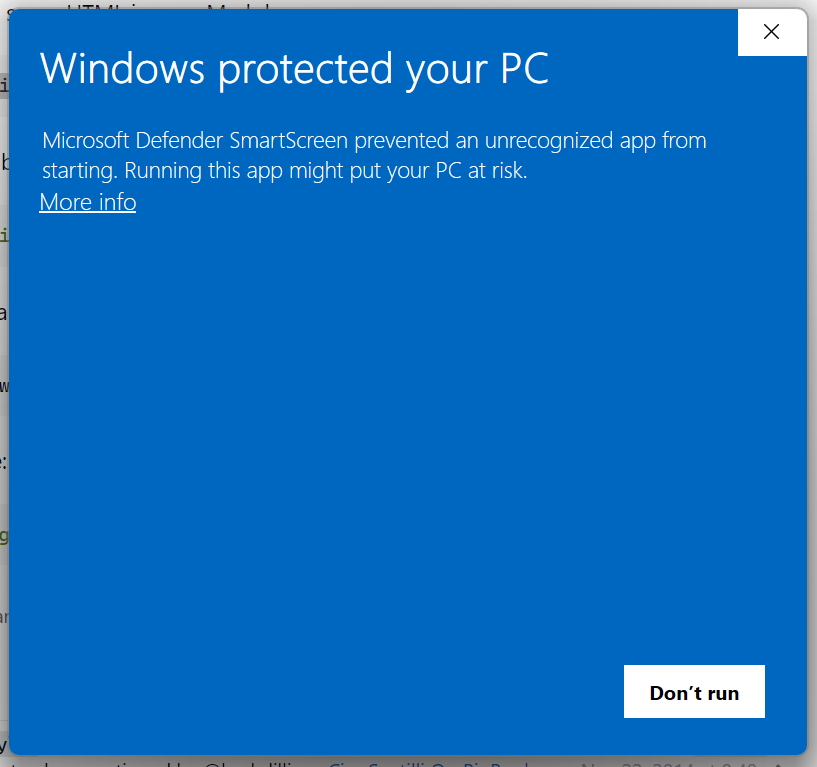 Windows protected your PC
Microsoft Defender SmartScreen prevented an unrecognized app from
starting. Running this app might put your PC at risk.
More info
Don't run